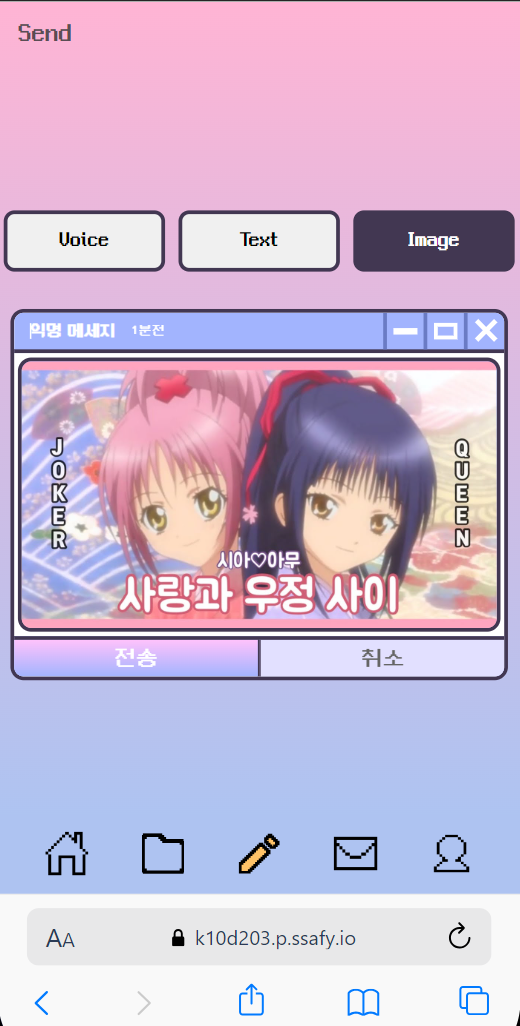 Send
Voice Text Image
익명 메세지 1분전
JOKER
QUEEN
시아♡아무
사랑과 우정 사이
전송 취소
AA k10d203.p.ssafy.io